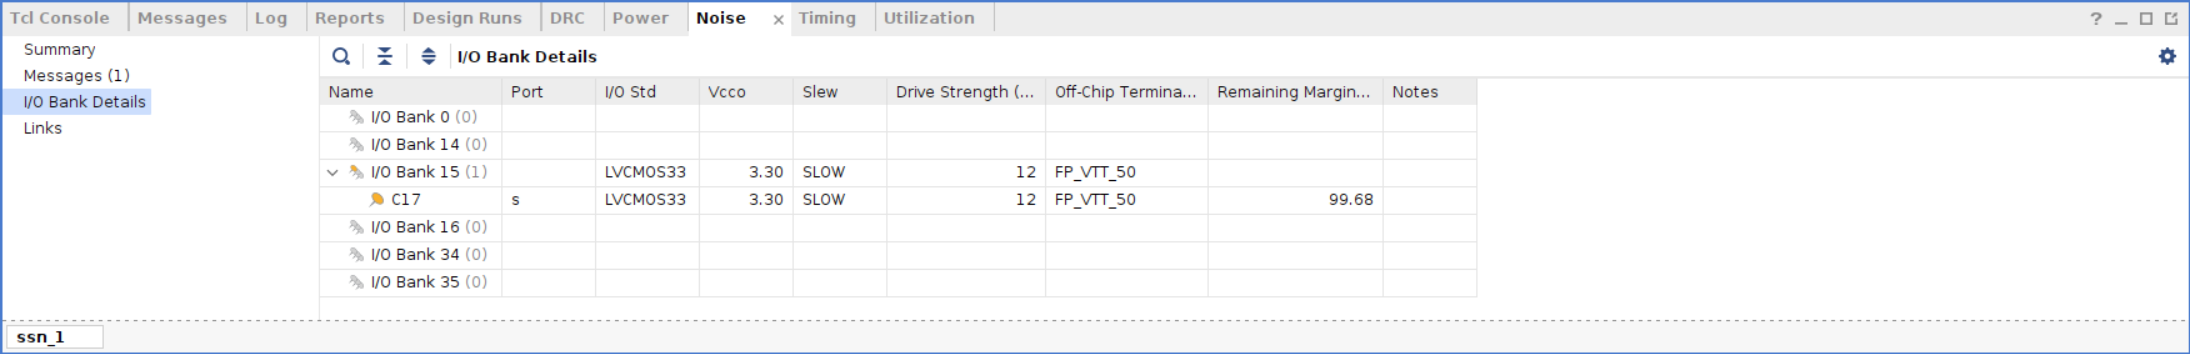 Tcl Console Messages Log Reports Design Runs DRC Power Noise × Timing Utilization ?
Summary
Messages (1)
I/O Bank Details
Links
I/O Bank Details
Name Port I/O Std Vcco Slew Drive Strength (... Off-Chip Termina... Remaining Margin... Notes
I/O Bank 0 (0)
I/O Bank 14 (0)
I/O Bank 15 (1) LVCMOS33 3.30 SLOW 12 FP_VTT_50
C17 s LVCMOS33 3.30 SLOW 12 FP_VTT_50 99.68
I/O Bank 16 (0)
I/O Bank 34 (0)
I/O Bank 35 (0)
ssn_1